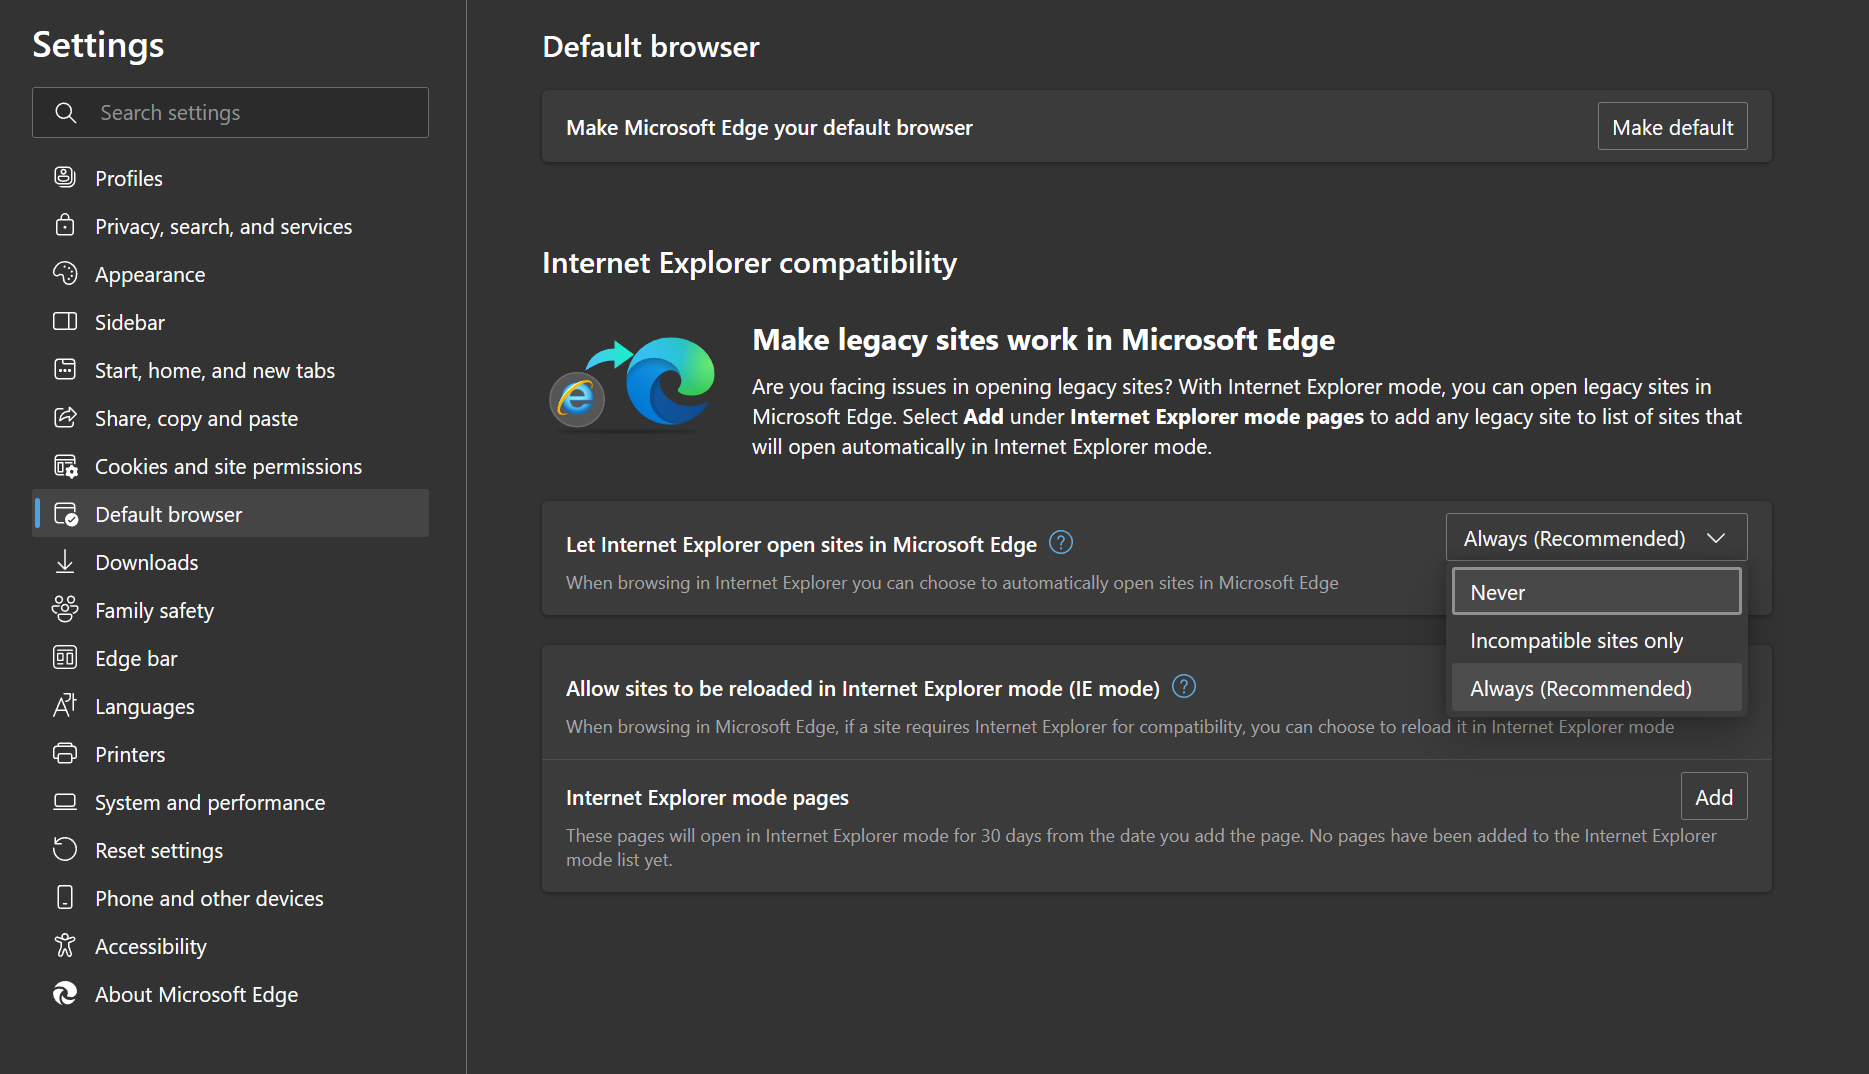 Settings
Search settings
Profiles
Privacy, search, and services
Appearance
Sidebar
Start, home, and new tabs
Share, copy and paste
Cookies and site permissions
Default browser
Downloads
Family safety
Edge bar
Languages
Printers
System and performance
Reset settings
Phone and other devices
Accessibility
About Microsoft Edge
Default browser
Make Microsoft Edge your default browser
Make default
Internet Explorer compatibility
Make legacy sites work in Microsoft Edge
Are you facing issues in opening legacy sites? With Internet Explorer mode, you can open legacy sites in
Microsoft Edge. Select Add under Internet Explorer mode pages to add any legacy site to list of sites that
will open automatically in Internet Explorer mode.
Let Internet Explorer open sites in Microsoft Edge
When browsing in Internet Explorer you can choose to automatically open sites in Microsoft Edge
Always (Recommended)
Never
Incompatible sites only
Always (Recommended)
Allow sites to be reloaded in Internet Explorer mode (IE mode)
When browsing in Microsoft Edge, if a site requires Internet Explorer for compatibility, you can choose to reload it in Internet Explorer mode
Internet Explorer mode pages
Add
These pages will open in Internet Explorer mode for 30 days from the date you add the page. No pages have been added to the Internet Explorer
mode list yet.